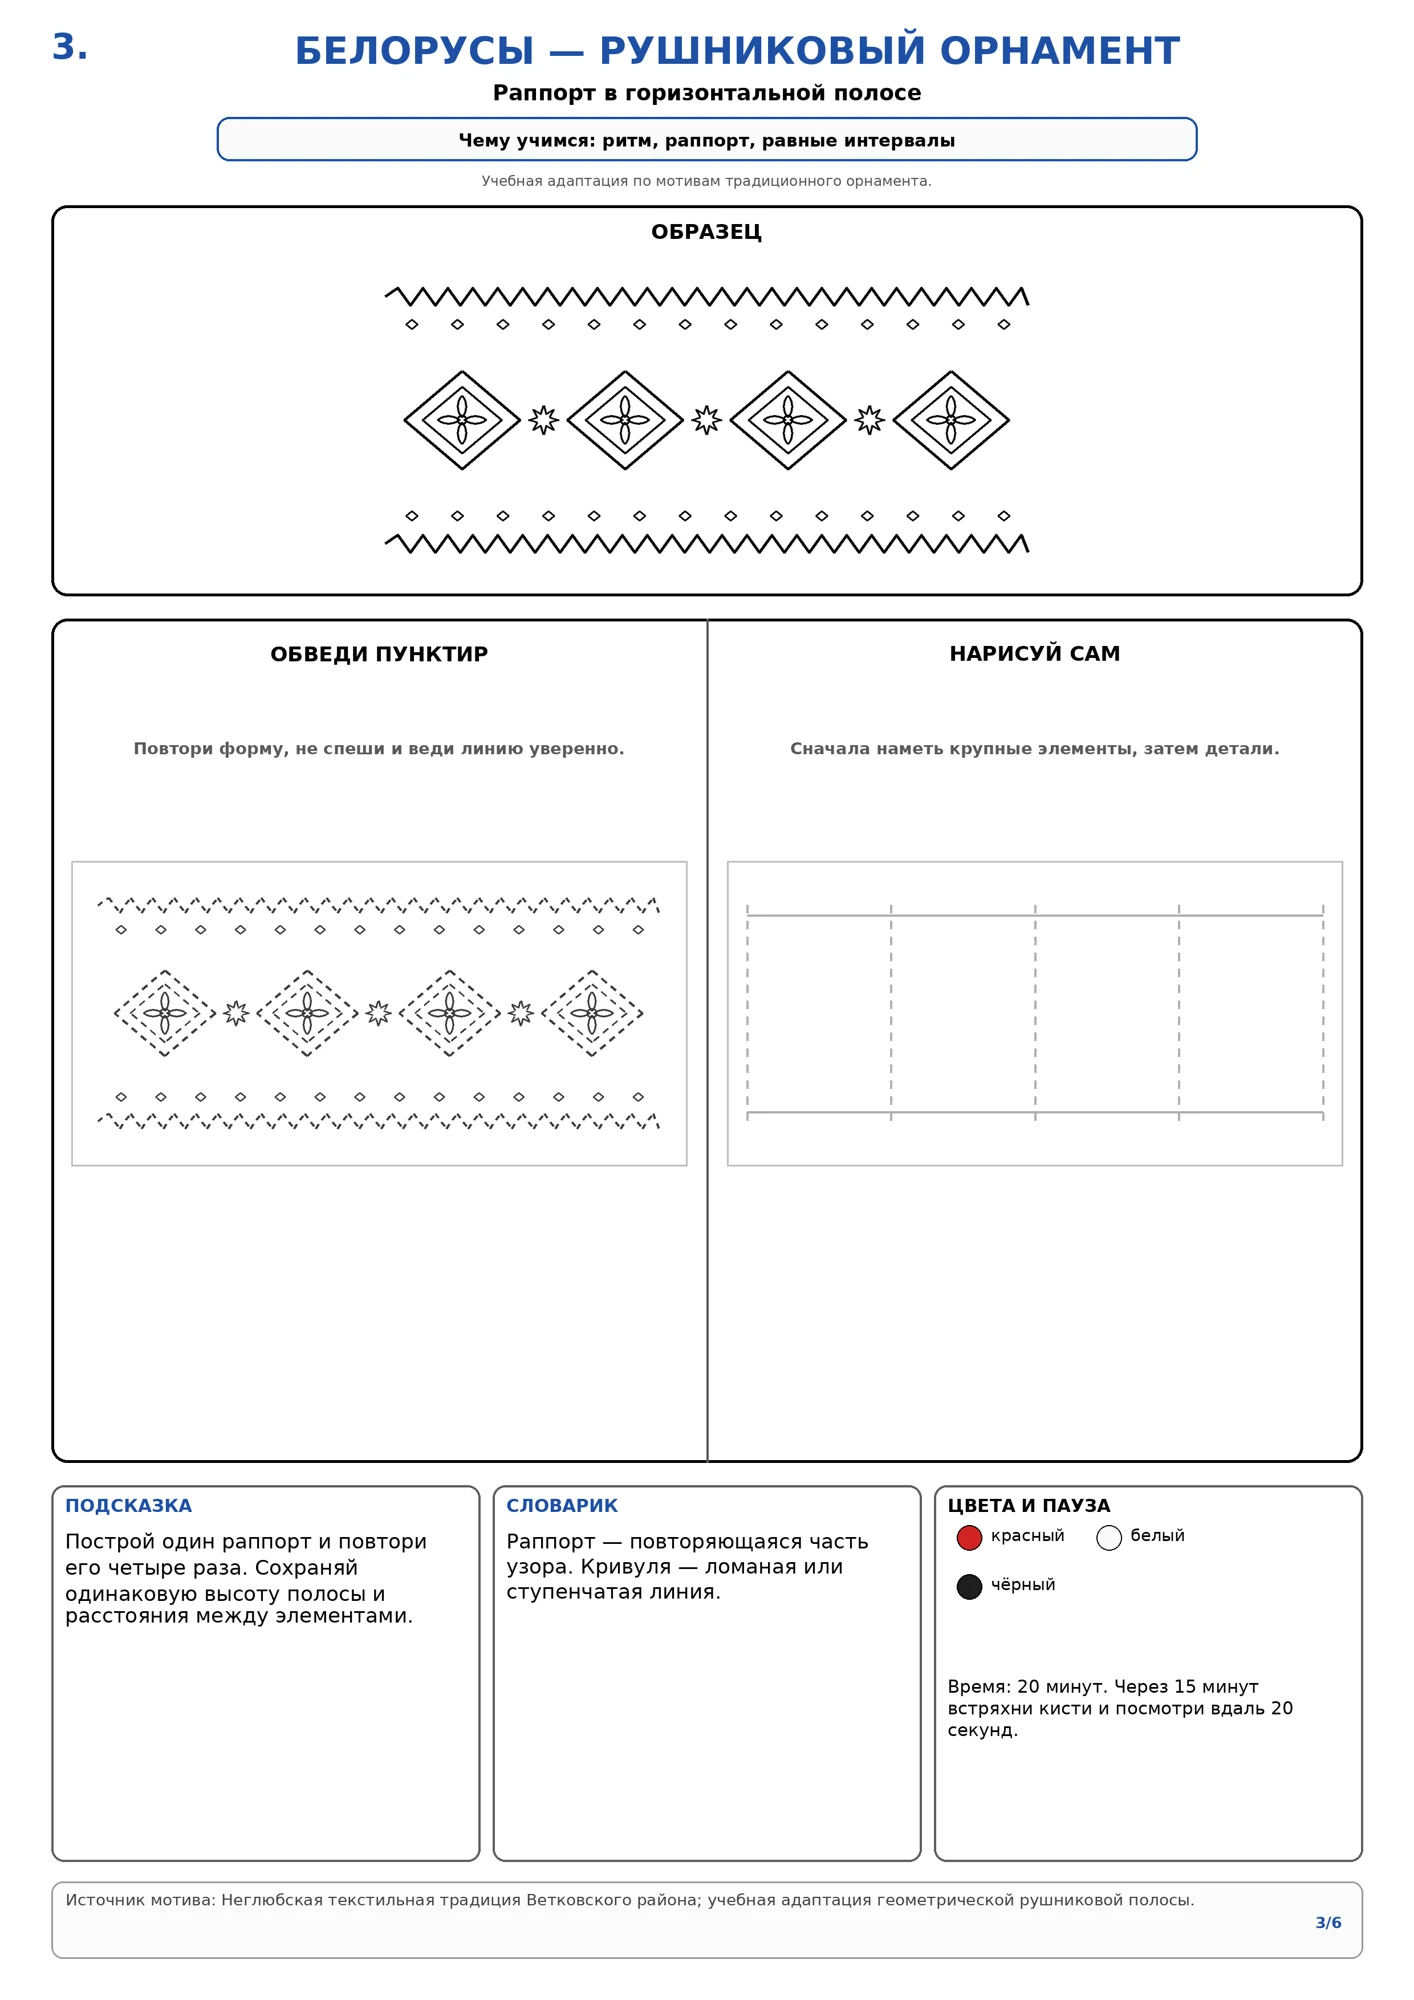 3.
БЕЛОРУСЫ — РУШНИКОВЫЙ ОРНАМЕНТ
Раппорт в горизонтальной полосе
Чему учимся: ритм, раппорт, равные интервалы
Учебная адаптация по мотивам традиционного орнамента.
ОБРАЗЕЦ
ОБВЕДИ ПУНКТИР
Повтори форму, не спеши и веди линию уверенно.
НАРИСУЙ САМ
Сначала наметь крупные элементы, затем детали.
ПОДСКАЗКА
Построй один раппорт и повтори
его четыре раза. Сохраняй
одинаковую высоту полосы и
расстояния между элементами.
СЛОВАРИК
Раппорт — повторяющаяся часть
узора. Кривуля — ломаная или
ступенчатая линия.
ЦВЕТА И ПАУЗА
красный
белый
чёрный
Время: 20 минут. Через 15 минут
встряхни кисти и посмотри вдаль 20
секунд.
Источник мотива: Неглюбская текстильная традиция Ветковского района; учебная адаптация геометрической рушниковой полосы.
3/6